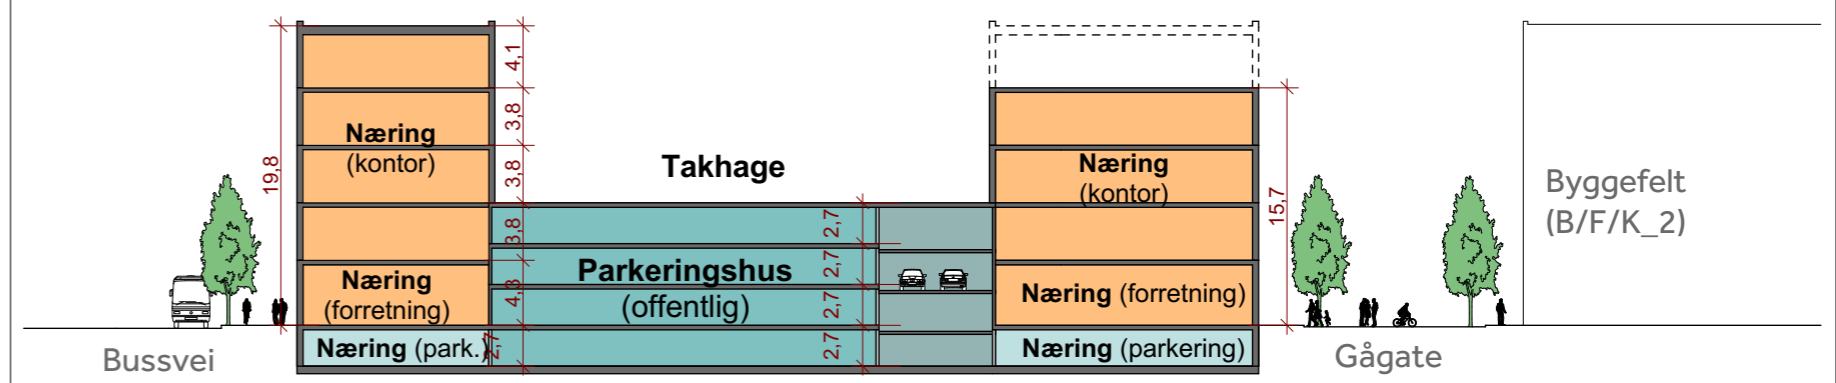 4,1
3,8
3,8
3,8
4,3
2,7
19,8
Næring
(kontor)
Næring
(forretning)
Næring (park.)
Takhage
Parkeringshus
(offentlig)
2,7
2,7
2,7
2,7
Næring
(kontor)
Næring (forretning)
Næring (parkering)
15,7
Byggefelt
(B/F/K_2)
Bussvei
Gågate